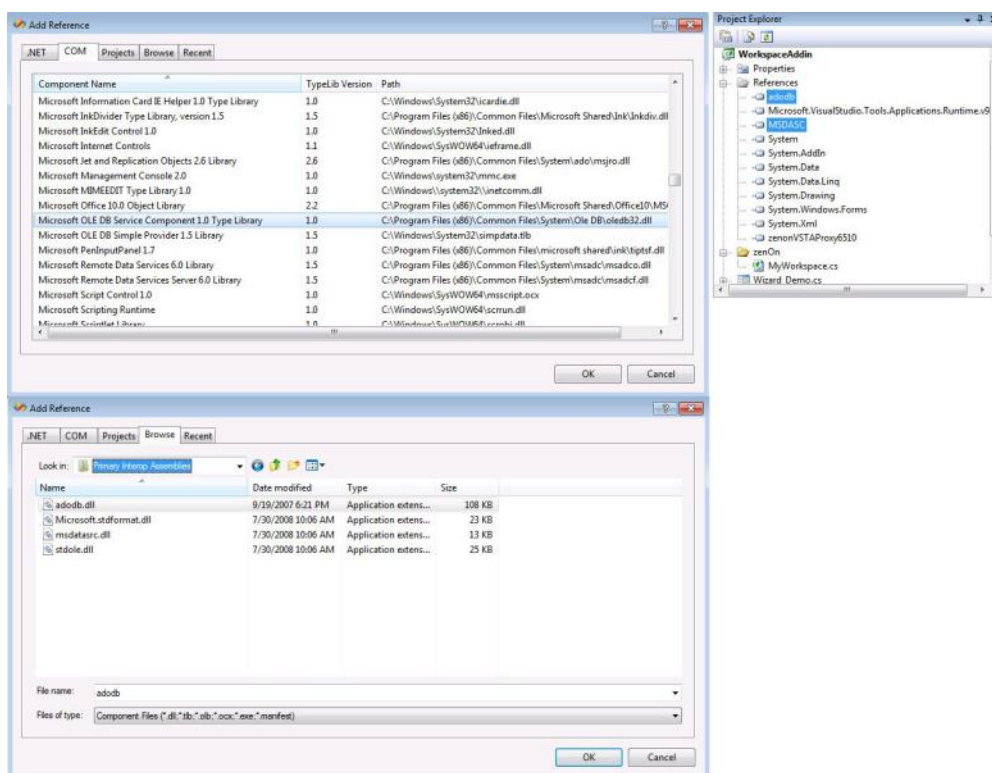 Add Reference
.NET COM Projects Browse Recent
Component Name TypeLib Version Path
Microsoft Information Card IE Helper 1.0 Type Library 1.0 C:\Windows\System32\icardie.dll
Microsoft InkDivider Type Library, version 1.5 1.5 C:\Program Files (x86)\Common Files\Microsoft Shared\Ink\Inkdiv.dll
Microsoft InkEdit Control 1.0 1.0 C:\Windows\System32\Inked.dll
Microsoft Internet Controls 1.1 C:\Windows\SysWOW64\ieframe.dll
Microsoft Jet and Replication Objects 2.6 Library 2.6 C:\Program Files (x86)\Common Files\System\ado\msjro.dll
Microsoft Management Console 2.0 1.0 C:\Windows\system32\mmc.exe
Microsoft MIMEEDIT Type Library 1.0 1.0 C:\Windows\\system32\\inetcomm.dll
Microsoft Office 10.0 Object Library 2.2 C:\Program Files (x86)\Common Files\Microsoft Shared\Office10\MS
Microsoft OLE DB Service Component 1.0 Type Library 1.0 C:\Program Files (x86)\Common Files\System\Ole DB\oledb32.dll
Microsoft OLE DB Simple Provider 1.5 Library 1.5 C:\Windows\System32\simpdata.tlb
Microsoft PenInputPanel 1.7 1.0 C:\Program Files (x86)\Common Files\microsoft shared\ink\tiptsf.dll
Microsoft Remote Data Services 6.0 Library 1.5 C:\Program Files (x86)\Common Files\System\msadc\msadco.dll
Microsoft Remote Data Services Server 6.0 Library 1.5 C:\Program Files (x86)\Common Files\System\msadc\msadcf.dll
Microsoft Script Control 1.0 1.0 C:\Windows\SysWOW64\msscript.ocx
Microsoft Scripting Runtime 1.0 C:\Windows\SysWOW64\scrrun.dll
Microsoft Scriptlet Library 1.0 C:\Windows\SysWOW64\scrobj.dll
OK Cancel
Project Explorer
WorkspaceAddin
Properties
References
adodb
Microsoft.VisualStudio.Tools.Applications.Runtime.v9
MSDASC
System
System.AddIn
System.Data
System.Data.Linq
System.Drawing
System.Windows.Forms
System.Xml
zenonVSTAProxy6510
zenOn
MyWorkspace.cs
Wizard_Demo.cs
Add Reference
.NET COM Projects Browse Recent
Look in: Primary Interop Assemblies
Name Date modified Type Size
adodb.dll 9/19/2007 6:21 PM Application extens... 108 KB
Microsoft.stdformat.dll 7/30/2008 10:06 AM Application extens... 23 KB
msdatasrc.dll 7/30/2008 10:06 AM Application extens... 13 KB
stdole.dll 7/30/2008 10:06 AM Application extens... 25 KB
File name: adodb
Files of type: Component Files (*.dll;*.tlb;*.olb;*.ocx;*.exe;*.manifest)
OK Cancel